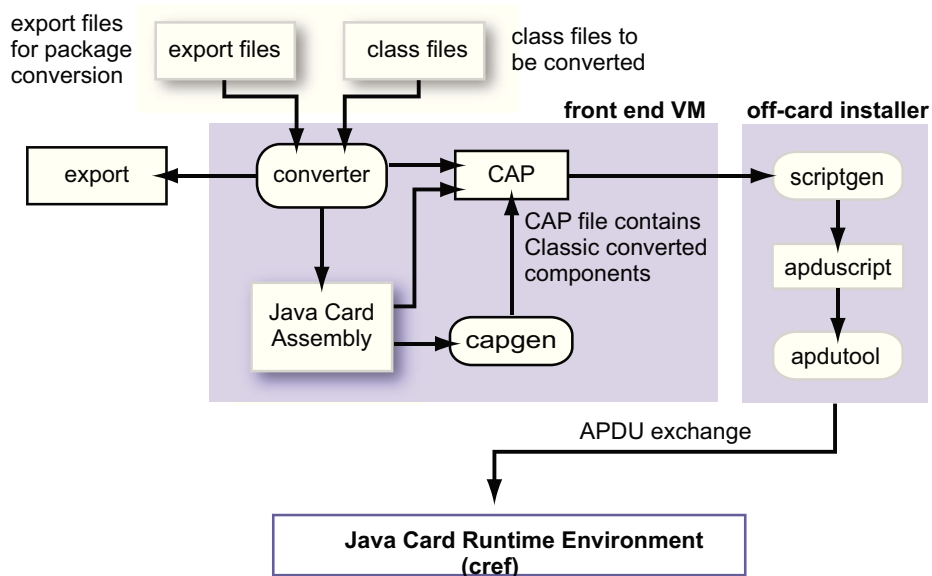 export files
for package
conversion
export files
class files
class files to
be converted
front end VM
off-card installer
export
converter
CAP
scriptgen
CAP file contains
Classic converted
components
apduscript
Java Card
Assembly
capgen
apdutool
APDU exchange
Java Card Runtime Environment
(cref)